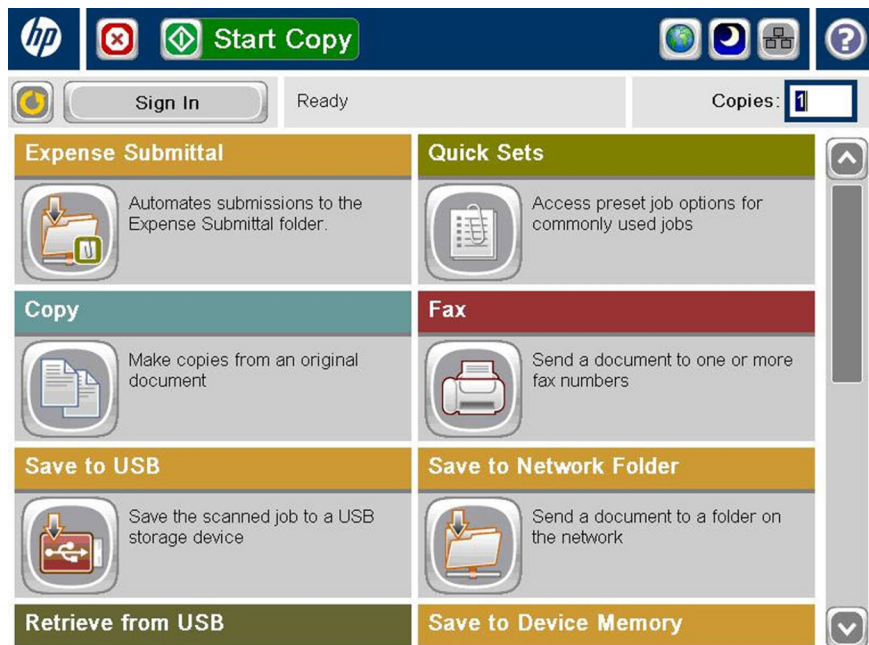 hp
Start Copy
?
Sign In
Ready
Copies: 1
Expense Submittal
Automates submissions to the
Expense Submittal folder.
Quick Sets
Access preset job options for
commonly used jobs
Copy
Make copies from an original
document
Fax
Send a document to one or more
fax numbers
Save to USB
Save the scanned job to a USB
storage device
Save to Network Folder
Send a document to a folder on
the network
Retrieve from USB
Save to Device Memory